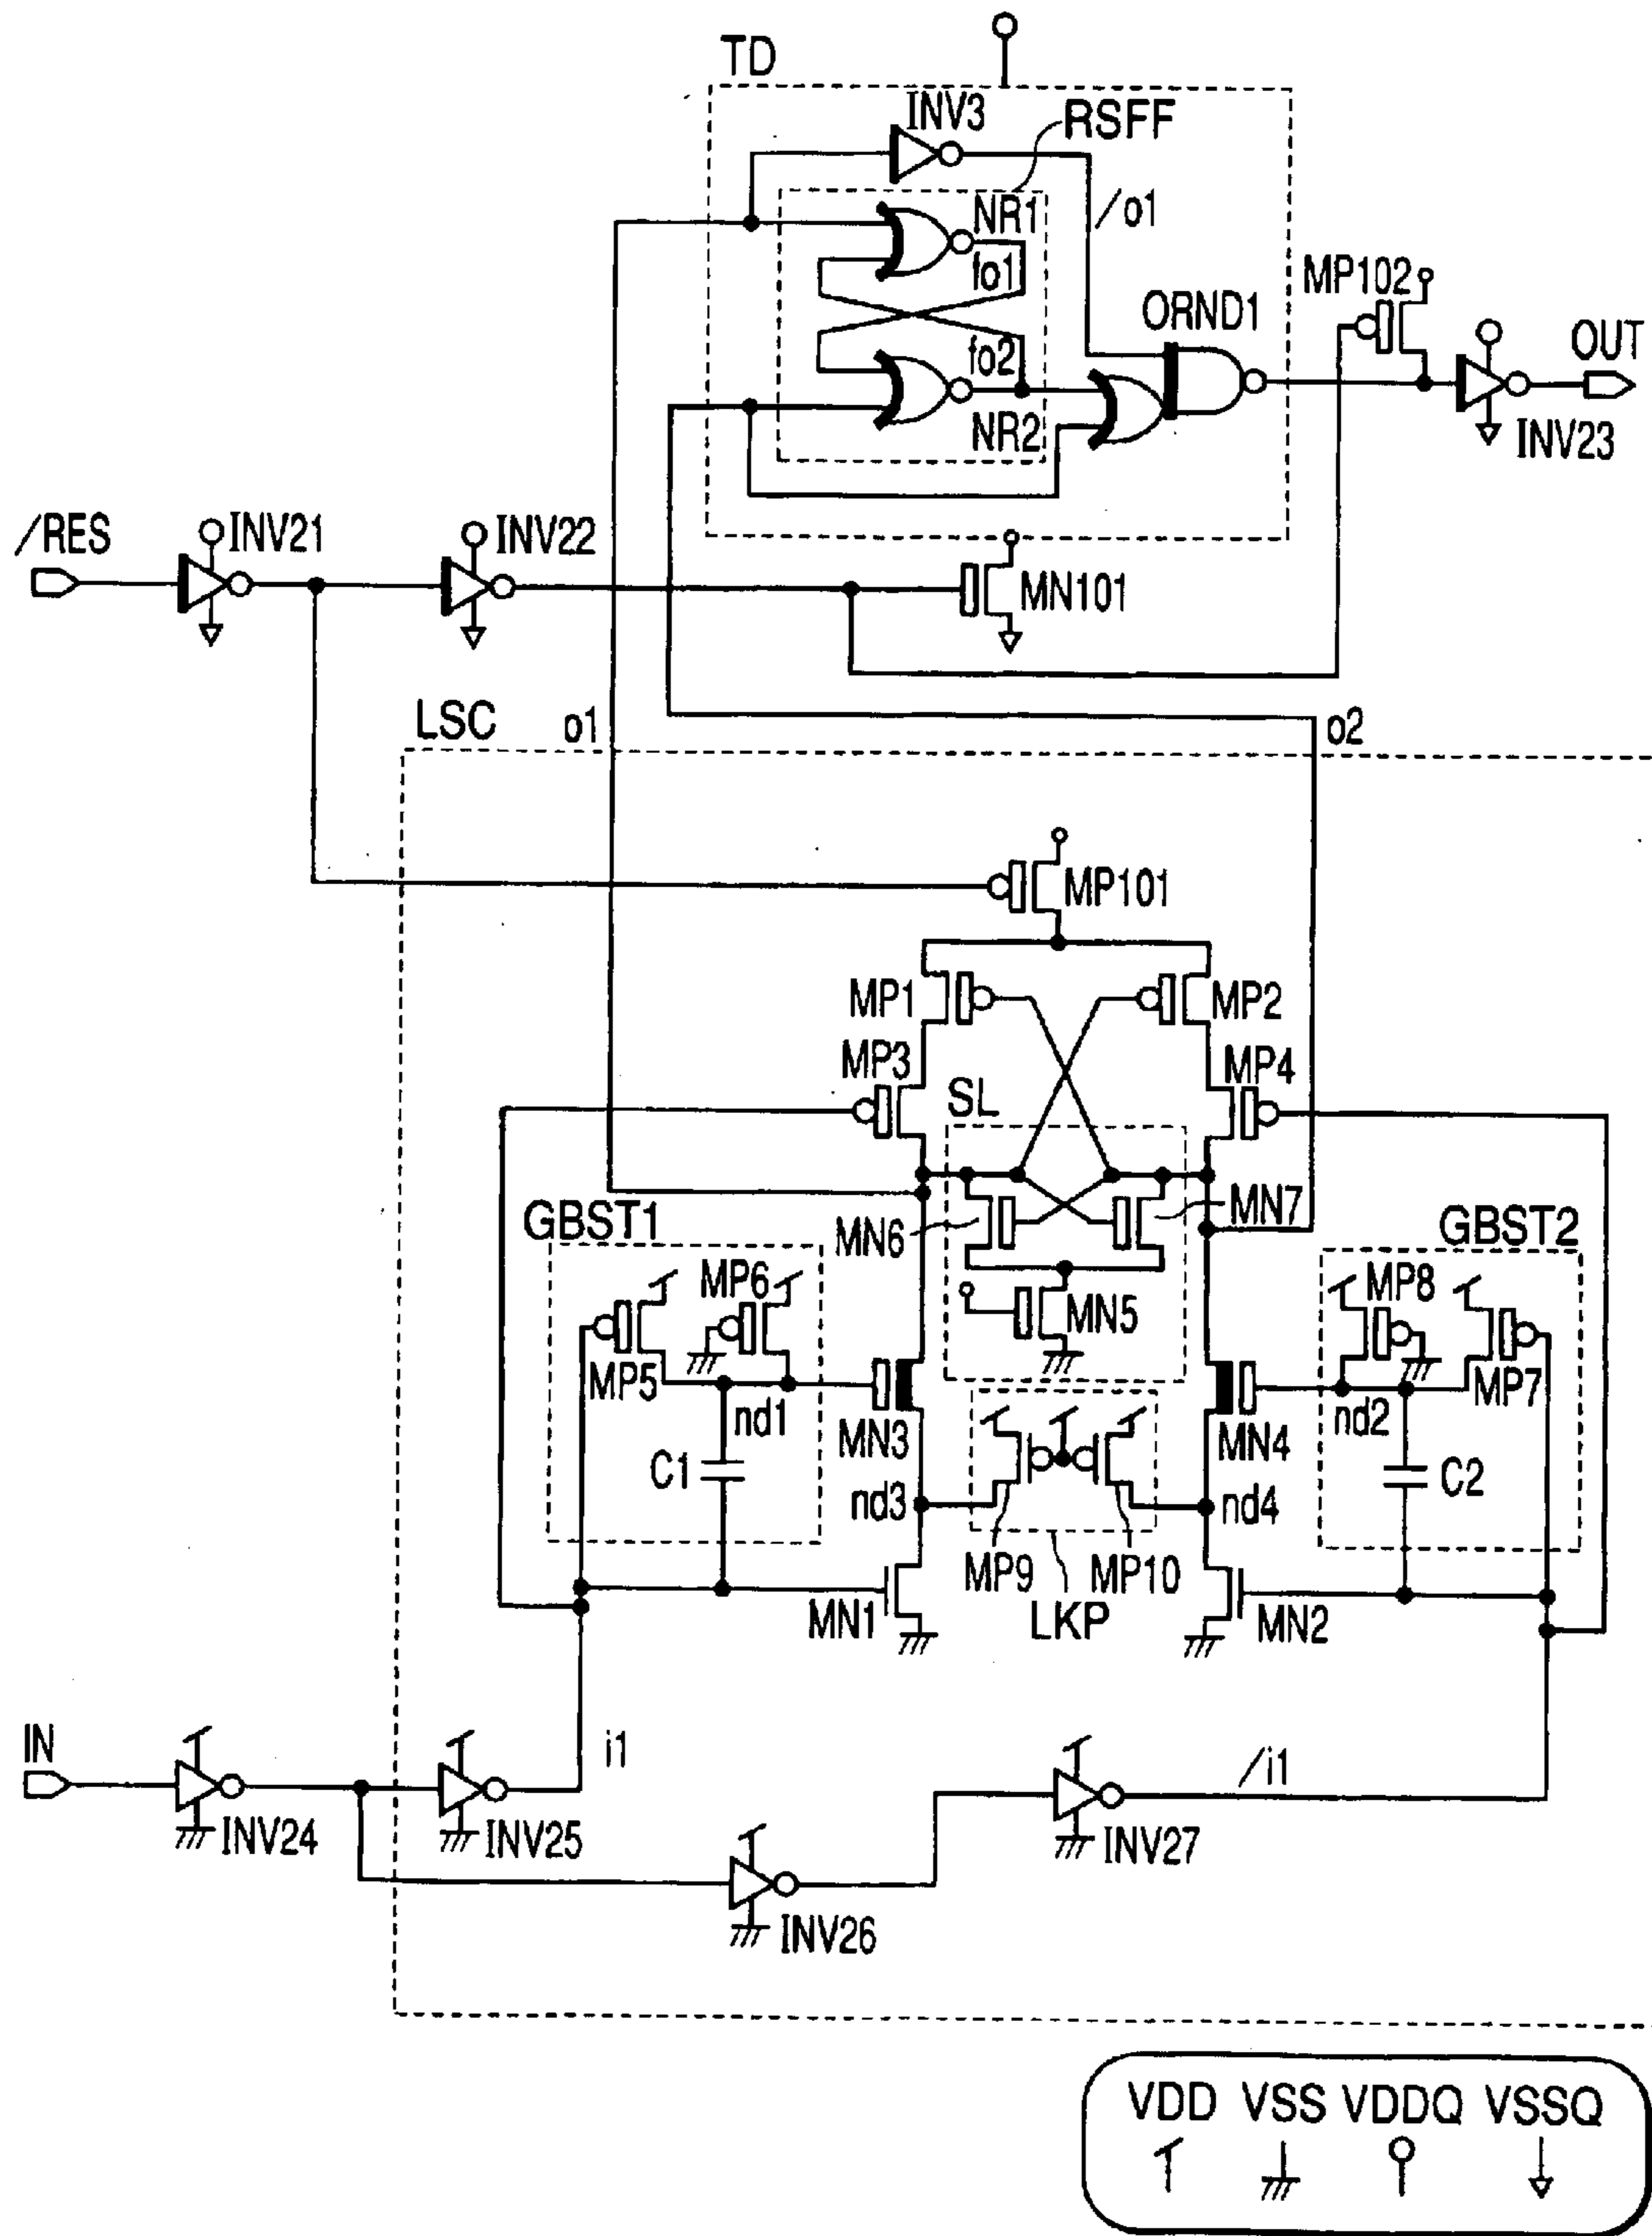 TD
INV3
RSFF
NR1
/o1
fo1
MP102
ORND1
OUT
fo2
NR2
INV23
/RES
INV21
INV22
MN101
LSC
o1
o2
MP101
MP1
MP2
MP3
MP4
SL
GBST1
MN6
MN7
GBST2
MP6
MP8
MN5
MP5
MP7
nd1
nd2
MN3
MN4
C1
C2
nd3
nd4
MP9
MP10
MN1
LKP
MN2
IN
i1
/i1
INV24
INV25
INV27
INV26
VDD VSS VDDQ VSSQ